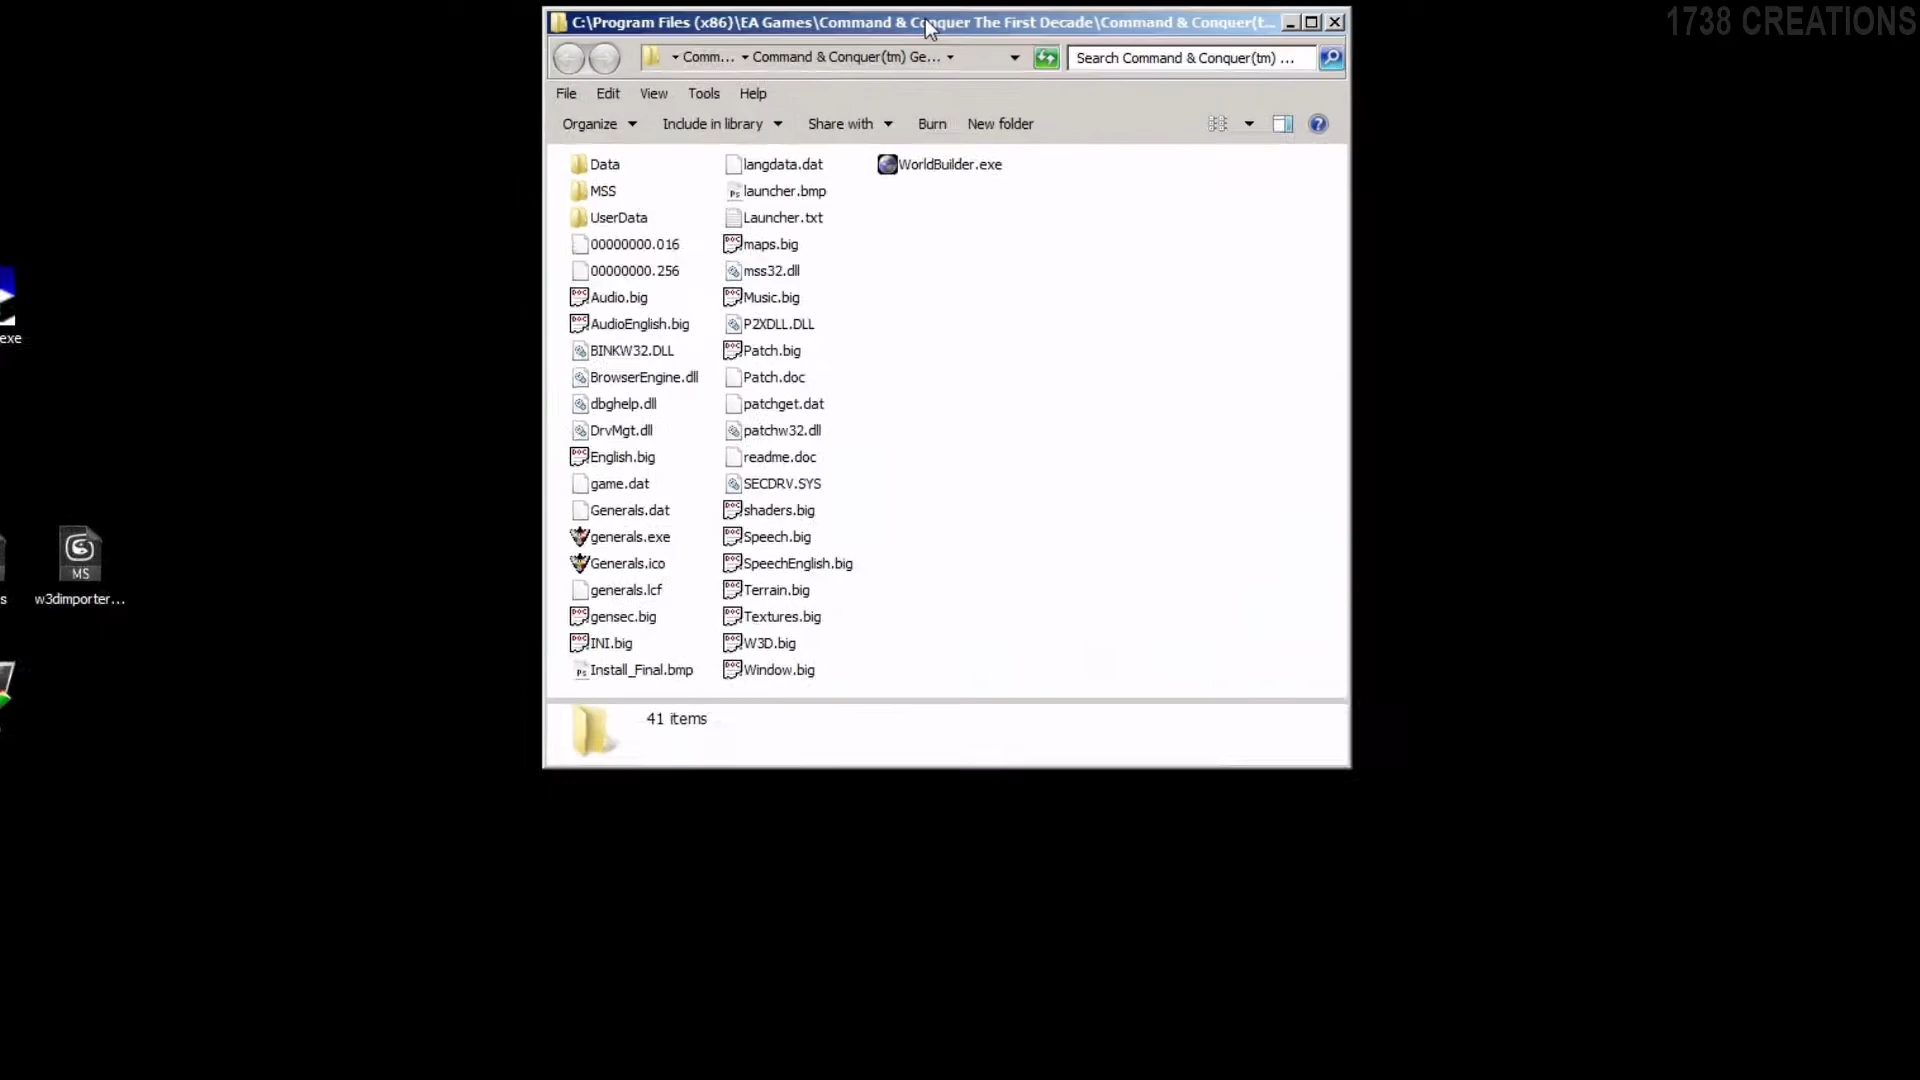 1738 CREATIONS
C:\Program Files (x86)\EA Games\Command & Conquer The First Decade\Command & Conquer(t...
Comm... Command & Conquer(tm) Ge...
Search Command & Conquer(tm) ...
File Edit View Tools Help
Organize Include in library Share with Burn New folder
Data
MSS
UserData
00000000.016
00000000.256
Audio.big
AudioEnglish.big
BINKW32.DLL
BrowserEngine.dll
dbghelp.dll
DrvMgt.dll
English.big
game.dat
Generals.dat
generals.exe
Generals.ico
generals.lcf
gensec.big
INI.big
Install_Final.bmp
langdata.dat
launcher.bmp
Launcher.txt
maps.big
mss32.dll
Music.big
P2XDLL.DLL
Patch.big
Patch.doc
patchget.dat
patchw32.dll
readme.doc
SECDRV.SYS
shaders.big
Speech.big
SpeechEnglish.big
Terrain.big
Textures.big
W3D.big
Window.big
WorldBuilder.exe
41 items
exe
s
MS
w3dimporter...